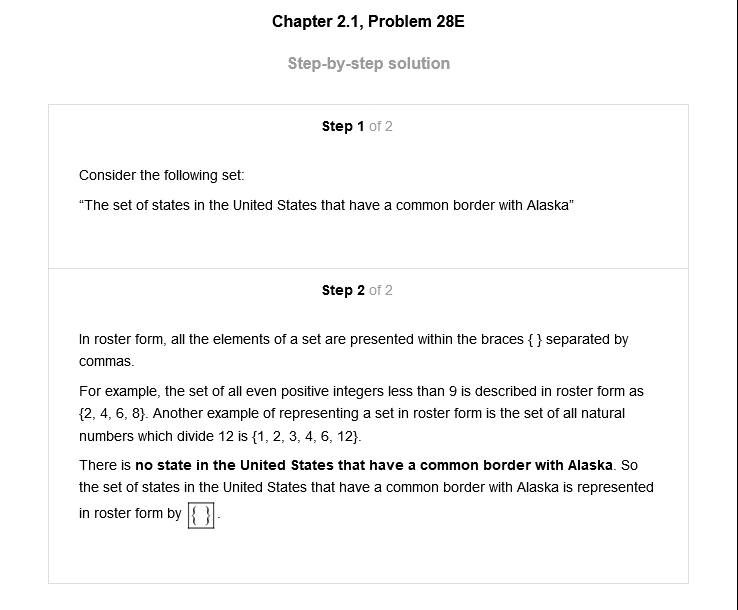 Chapter 2.1, Problem 28E
Step-by-step solution
Step 1 of 2
Consider the following set:
“The set of states in the United States that have a common border with Alaska”
Step 2 of 2
In roster form, all the elements of a set are presented within the braces { } separated by
commas.
For example, the set of all even positive integers less than 9 is described in roster form as
{2, 4, 6, 8}. Another example of representing a set in roster form is the set of all natural
numbers which divide 12 is {1, 2, 3, 4, 6, 12}.
There is no state in the United States that have a common border with Alaska. So
the set of states in the United States that have a common border with Alaska is represented
in roster form by { }.